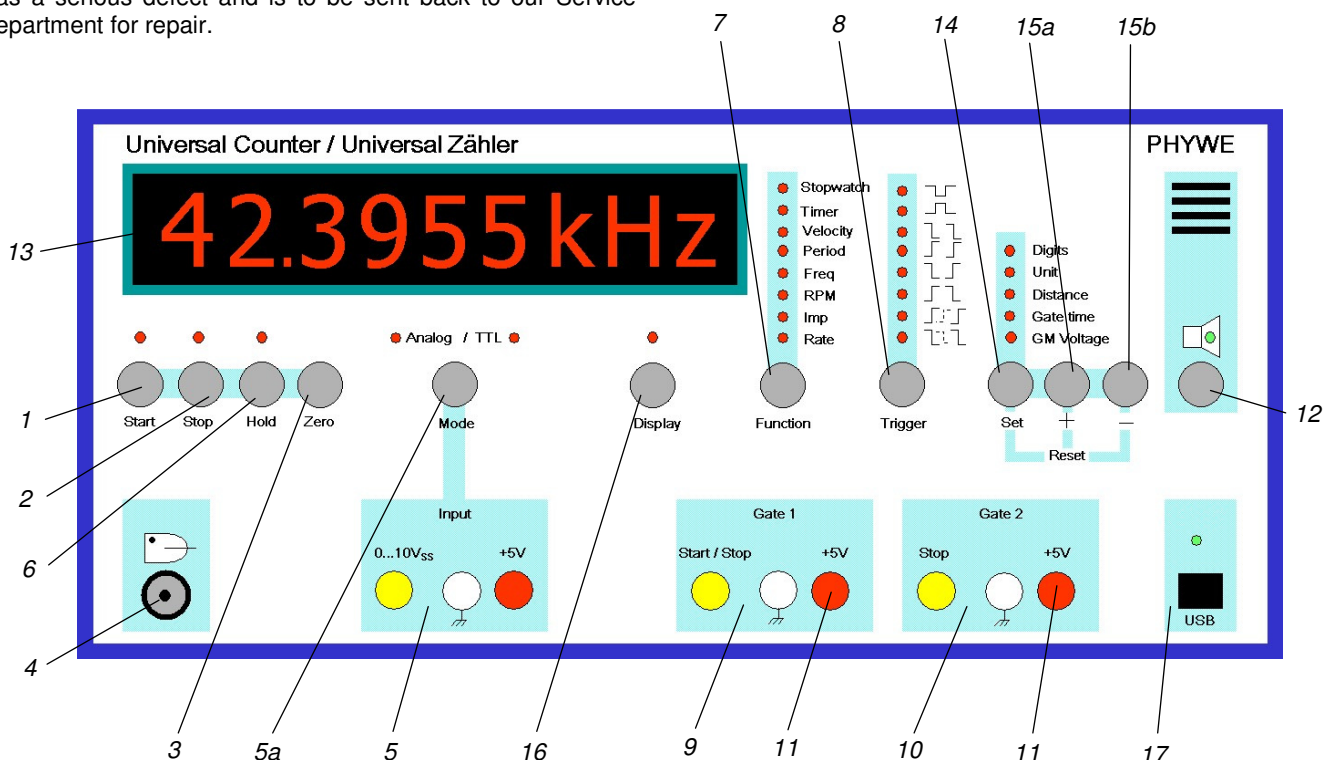 as a serious defect and is to be sent back to our Service
epartment for repair.
7 8 14 15a 15b
Universal Counter / Universal Zähler PHYWE
42.3955kHz
13
Stopwatch
Timer
Velocity
Period
Freq
RPM
Imp
Rate
Digits
Unit
Distance
Gate time
GM Voltage
Analog / TTL
1 Start Stop Hold Zero Mode Display Function Trigger Set + − 12
Reset
2
6
Input Gate 1 Gate 2
0...10VSS +5V Start / Stop +5V Stop +5V
USB
4
3 5a 5 16 9 11 10 11 17